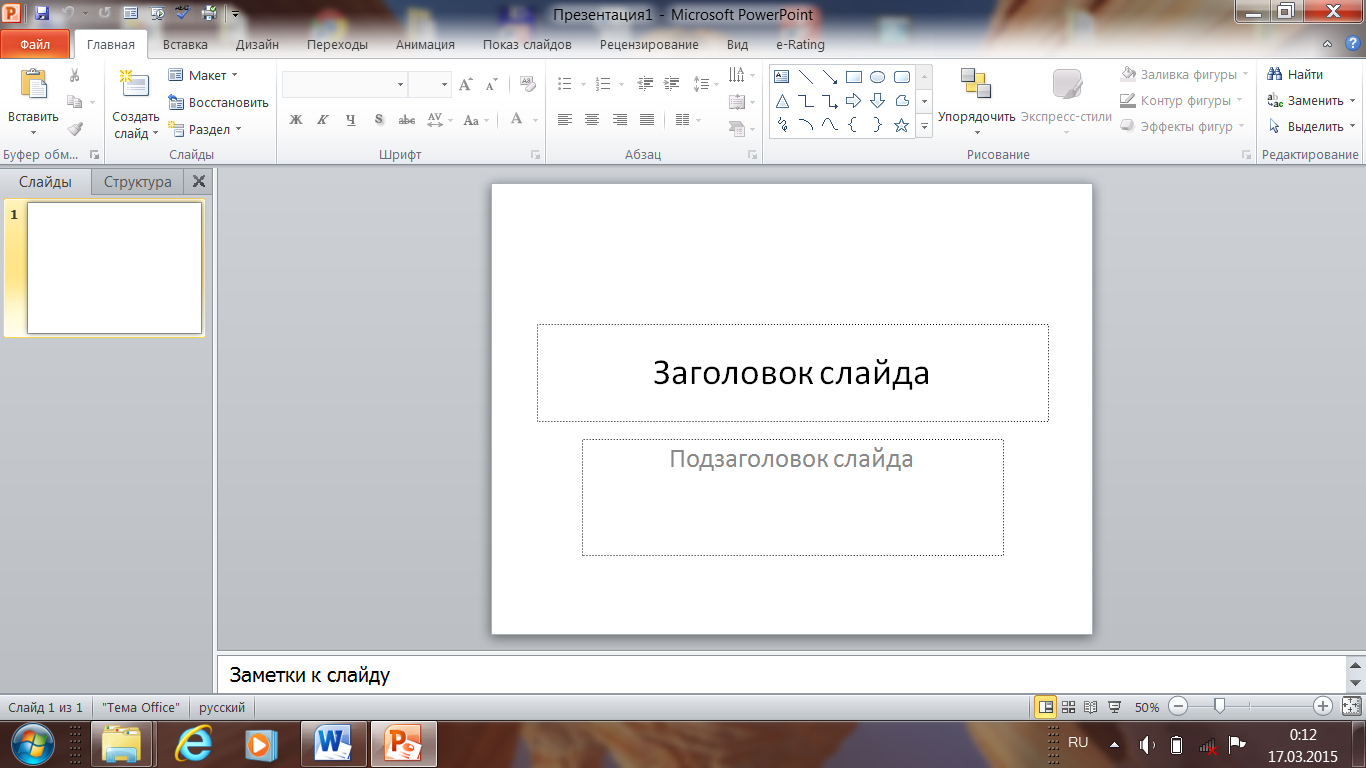 Презентация1 - Microsoft PowerPoint
Файл Главная Вставка Дизайн Переходы Анимация Показ слайдов Рецензирование Вид e-Rating
Вставить
Создать слайд
Макет
Восстановить
Раздел
Ж К Ч S abc AV Aa A
Упорядочить
Экспресс-стили
Заливка фигуры
Контур фигуры
Эффекты фигур
Найти
Заменить
Выделить
Буфер обм... Слайды Шрифт Абзац Рисование Редактирование
Слайды Структура
1
Заголовок слайда
Подзаголовок слайда
Заметки к слайду
Слайд 1 из 1 "Тема Office" русский 50%
RU 0:12
17.03.2015